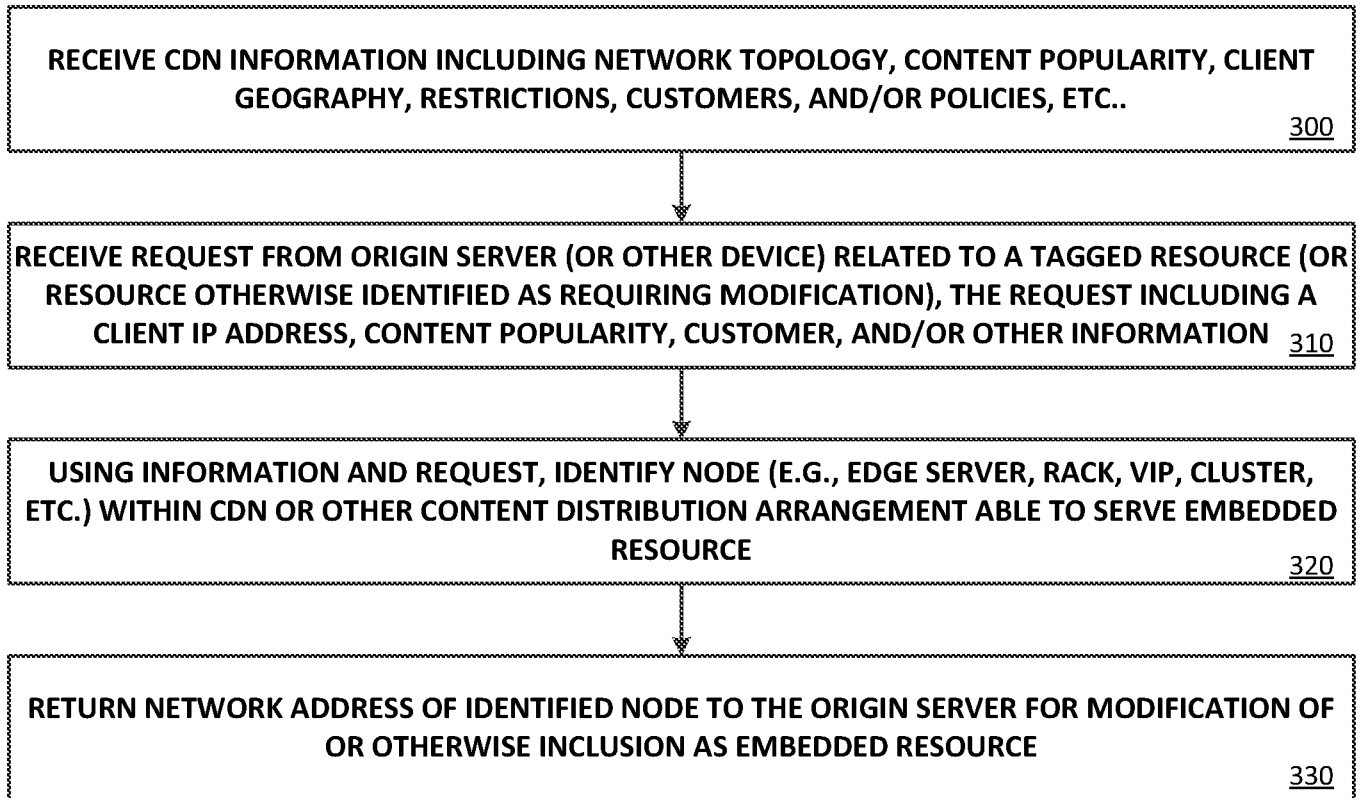 RECEIVE CDN INFORMATION INCLUDING NETWORK TOPOLOGY, CONTENT POPULARITY, CLIENT
GEOGRAPHY, RESTRICTIONS, CUSTOMERS, AND/OR POLICIES, ETC..
300
RECEIVE REQUEST FROM ORIGIN SERVER (OR OTHER DEVICE) RELATED TO A TAGGED RESOURCE (OR
RESOURCE OTHERWISE IDENTIFIED AS REQUIRING MODIFICATION), THE REQUEST INCLUDING A
CLIENT IP ADDRESS, CONTENT POPULARITY, CUSTOMER, AND/OR OTHER INFORMATION
310
USING INFORMATION AND REQUEST, IDENTIFY NODE (E.G., EDGE SERVER, RACK, VIP, CLUSTER,
ETC.) WITHIN CDN OR OTHER CONTENT DISTRIBUTION ARRANGEMENT ABLE TO SERVE EMBEDDED
RESOURCE
320
RETURN NETWORK ADDRESS OF IDENTIFIED NODE TO THE ORIGIN SERVER FOR MODIFICATION OF
OR OTHERWISE INCLUSION AS EMBEDDED RESOURCE
330